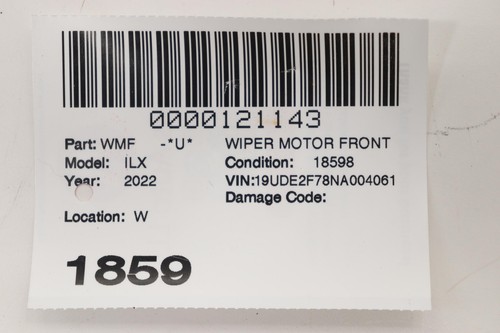 0000121143
Part: WMF -*U* WIPER MOTOR FRONT
Model: ILX Condition: 18598
Year: 2022 VIN:19UDE2F78NA004061
Damage Code:
Location: W
1859